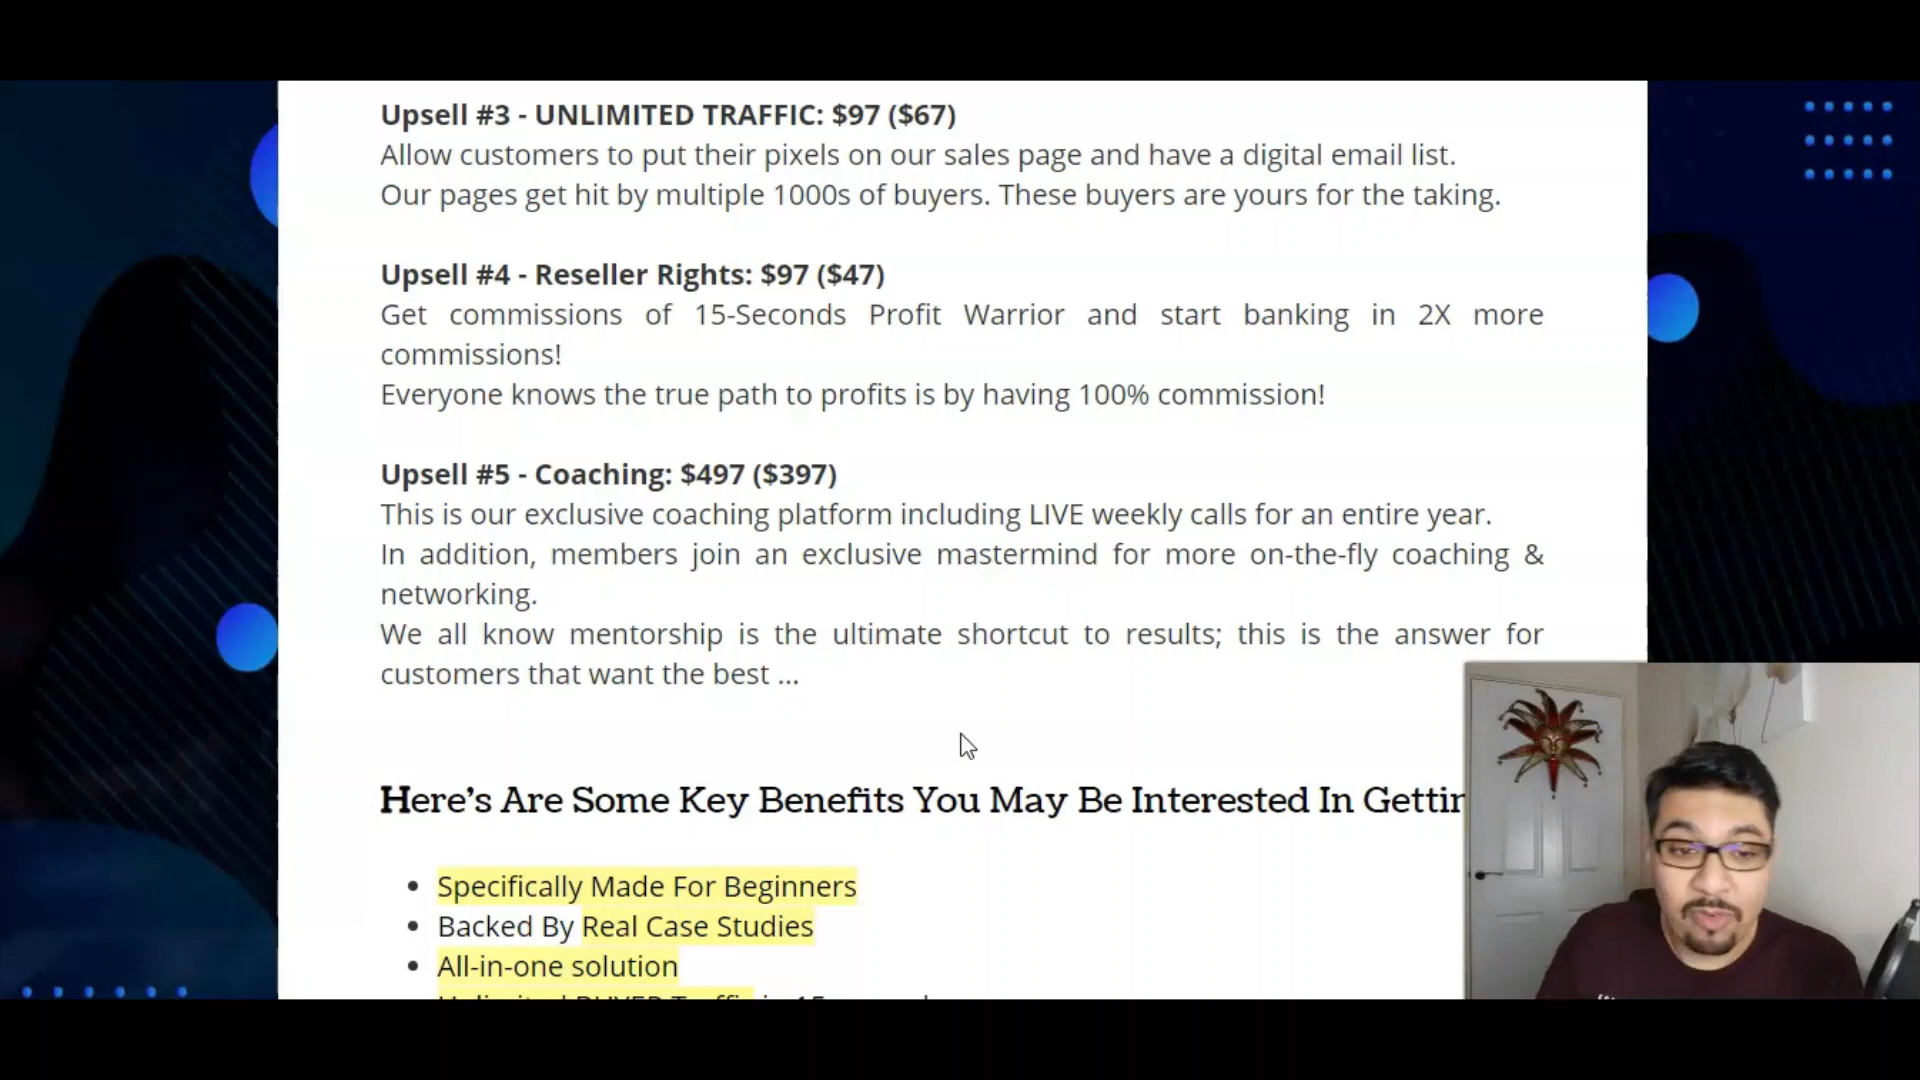 Upsell #3 - UNLIMITED TRAFFIC: $97 ($67)
Allow customers to put their pixels on our sales page and have a digital email list.
Our pages get hit by multiple 1000s of buyers. These buyers are yours for the taking.
Upsell #4 - Reseller Rights: $97 ($47)
Get commissions of 15-Seconds Profit Warrior and start banking in 2X more
commissions!
Everyone knows the true path to profits is by having 100% commission!
Upsell #5 - Coaching: $497 ($397)
This is our exclusive coaching platform including LIVE weekly calls for an entire year.
In addition, members join an exclusive mastermind for more on-the-fly coaching &
networking.
We all know mentorship is the ultimate shortcut to results; this is the answer for
customers that want the best ...
Here's Are Some Key Benefits You May Be Interested In
Specifically Made For Beginners
Backed By Real Case Studies
All-in-one solution